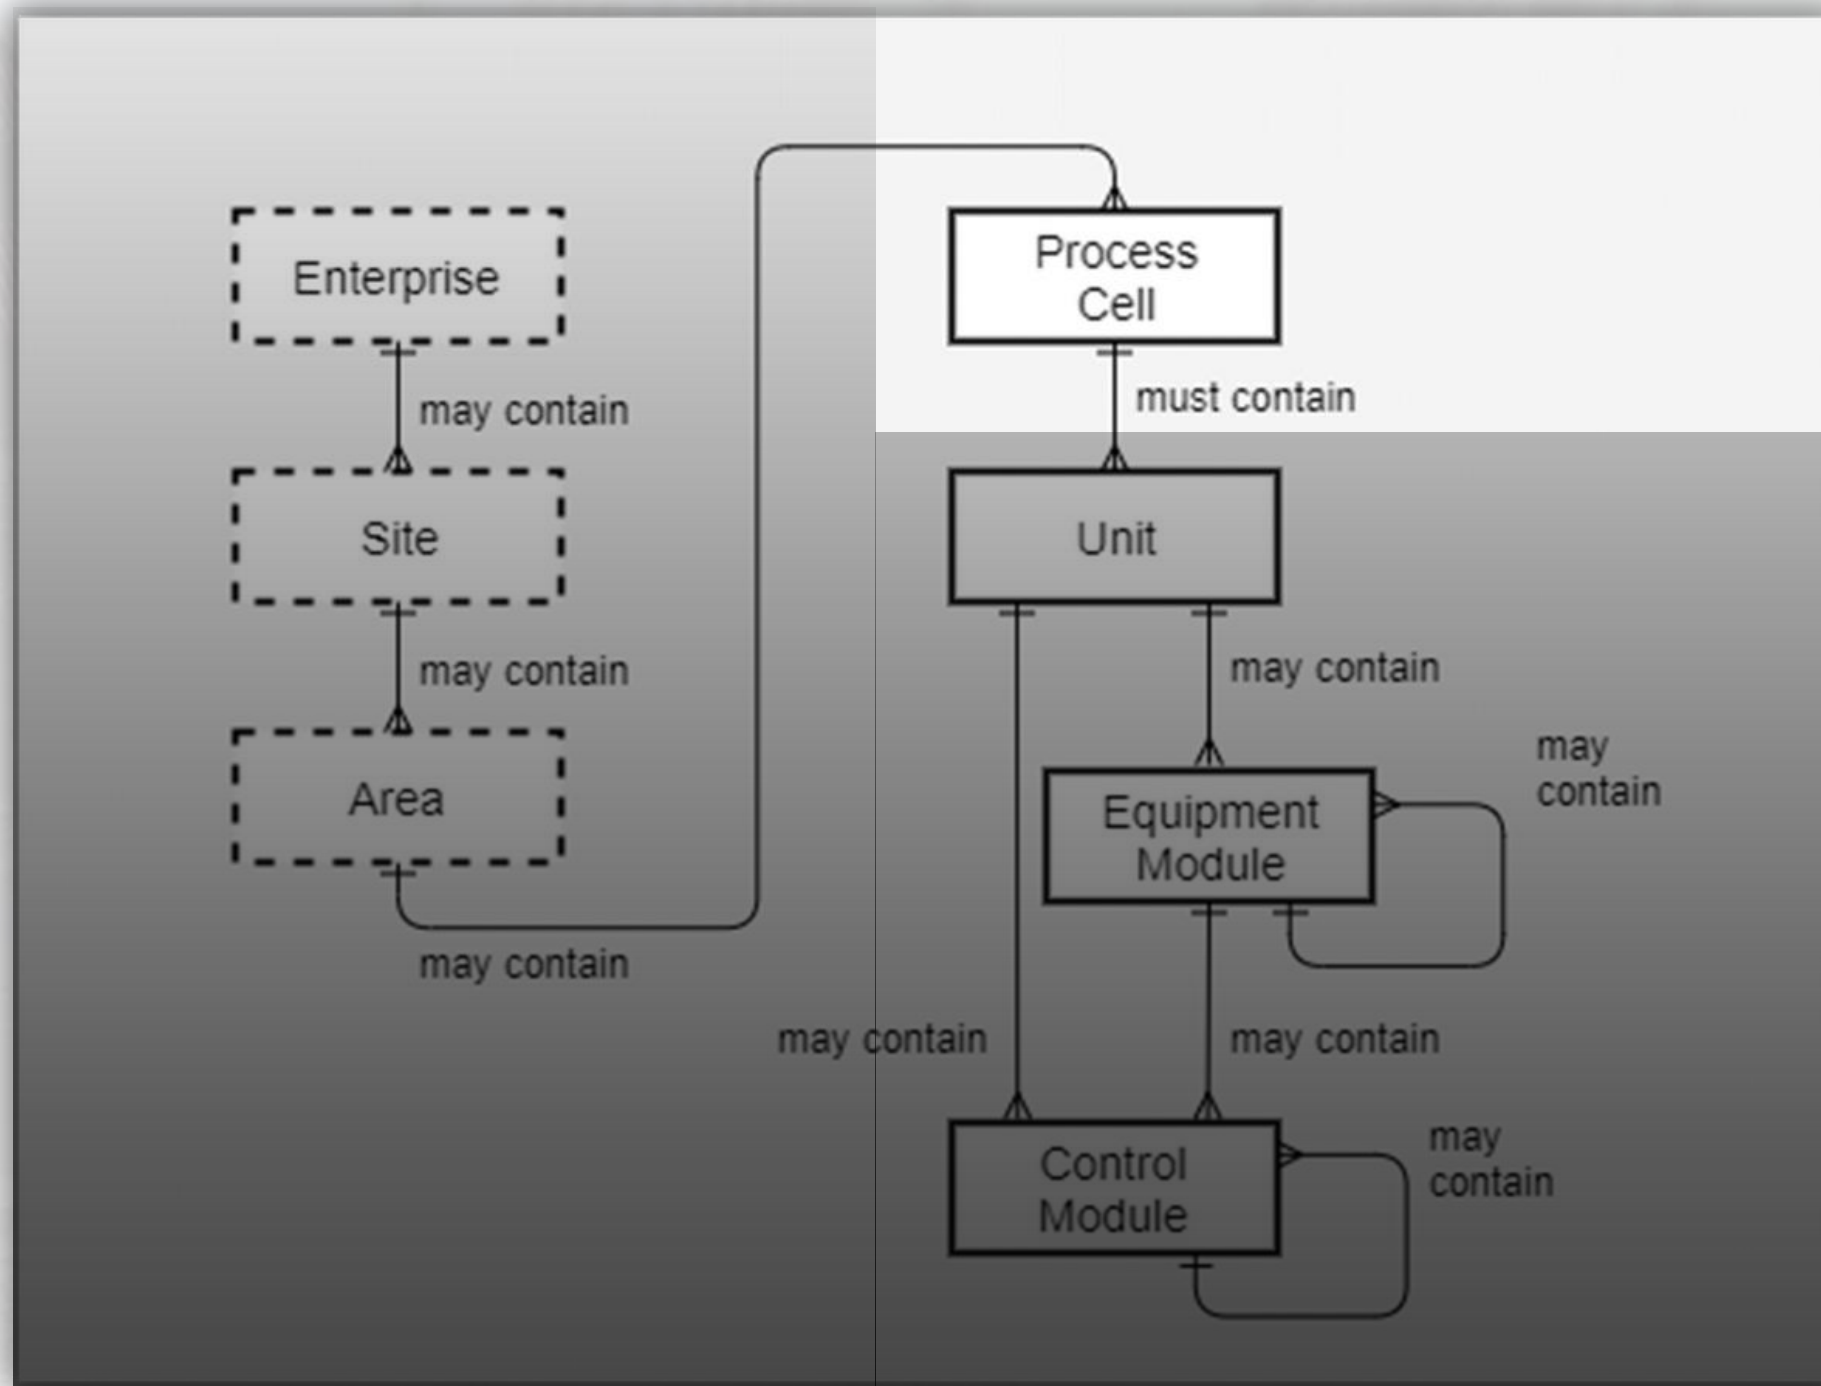 Enterprise
may contain
Site
may contain
Area
may contain
Process
Cell
must contain
Unit
may contain
Equipment
Module
may
contain
may contain
may contain
Control
Module
may
contain